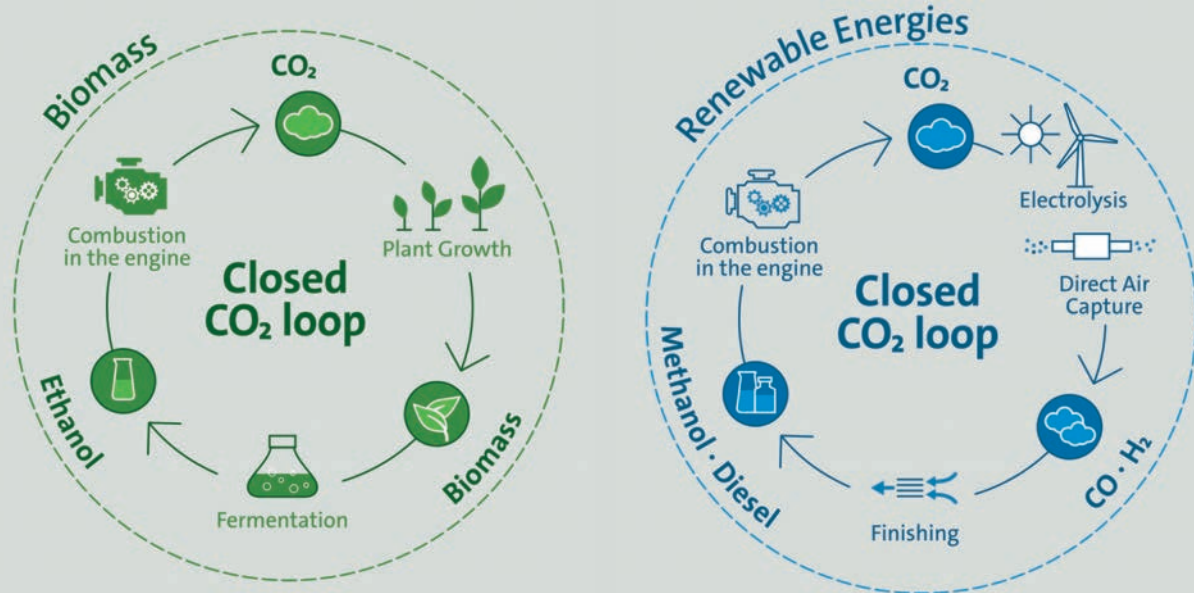 Biomass
CO₂
Combustion
in the engine
Plant Growth
Closed
CO₂ loop
Ethanol
Biomass
Fermentation
Renewable Energies
CO₂
Electrolysis
Combustion
in the engine
Direct Air
Capture
Closed
CO₂ loop
Methanol · Diesel
CO · H₂
Finishing